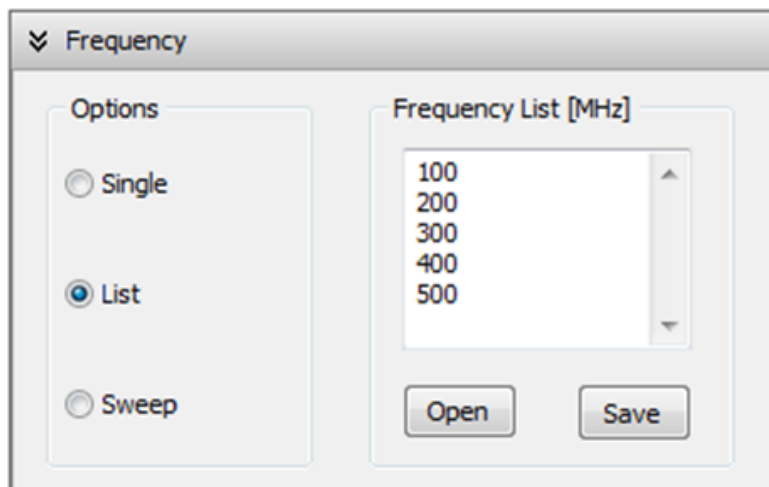 Frequency
Options
Single
List
Sweep
Frequency List [MHz]
100
200
300
400
500
Open
Save